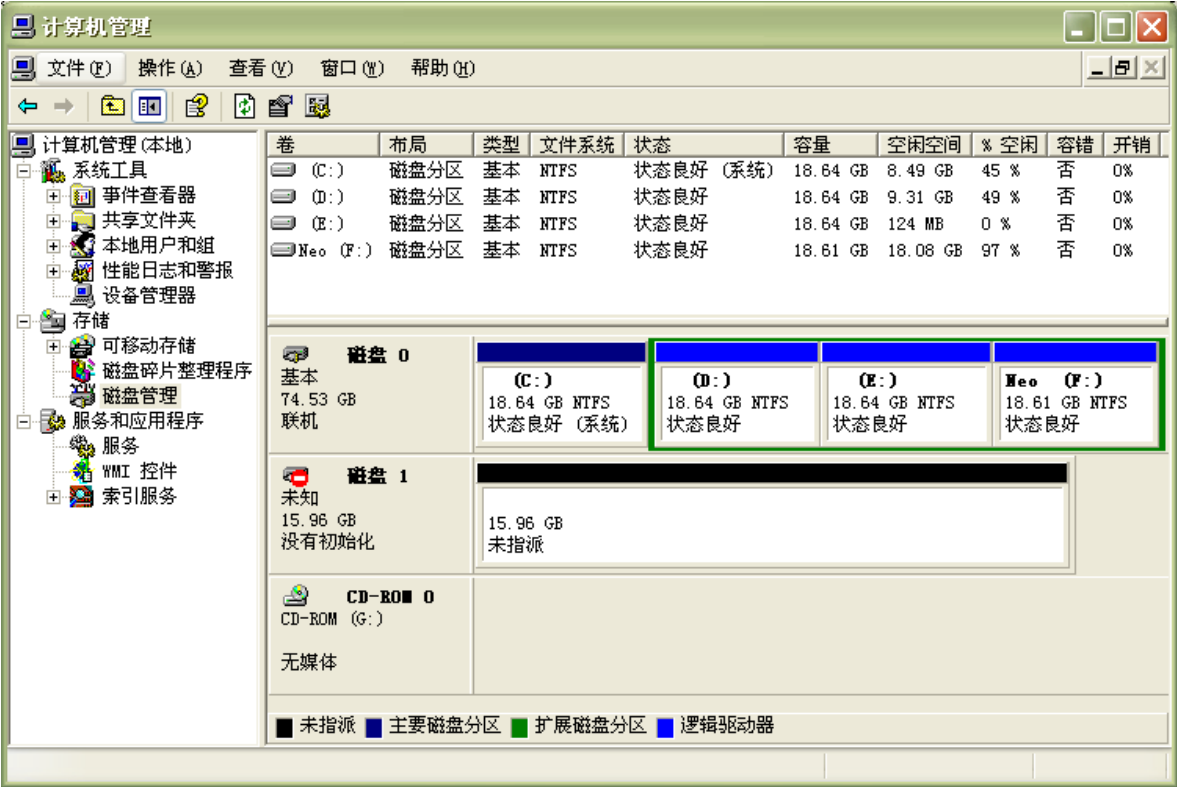 计算机管理
文件(F) 操作(A) 查看(V) 窗口(W) 帮助(H)
计算机管理(本地)
系统工具
事件查看器
共享文件夹
本地用户和组
性能日志和警报
设备管理器
存储
可移动存储
磁盘碎片整理程序
磁盘管理
服务和应用程序
服务
WMI 控件
索引服务
卷 布局 类型 文件系统 状态 容量 空闲空间 % 空闲 容错 开销
(C:) 磁盘分区 基本 NTFS 状态良好 (系统) 18.64 GB 8.49 GB 45 % 否 0%
(D:) 磁盘分区 基本 NTFS 状态良好 18.64 GB 9.31 GB 49 % 否 0%
(E:) 磁盘分区 基本 NTFS 状态良好 18.64 GB 124 MB 0 % 否 0%
Neo (F:) 磁盘分区 基本 NTFS 状态良好 18.61 GB 18.08 GB 97 % 否 0%
磁盘 0
基本
74.53 GB
联机
(C:)
18.64 GB NTFS
状态良好 (系统)
(D:)
18.64 GB NTFS
状态良好
(E:)
18.64 GB NTFS
状态良好
Neo (F:)
18.61 GB NTFS
状态良好
磁盘 1
未知
15.96 GB
没有初始化
15.96 GB
未指派
CD-ROM 0
CD-ROM (G:)
无媒体
未指派 主要磁盘分区 扩展磁盘分区 逻辑驱动器